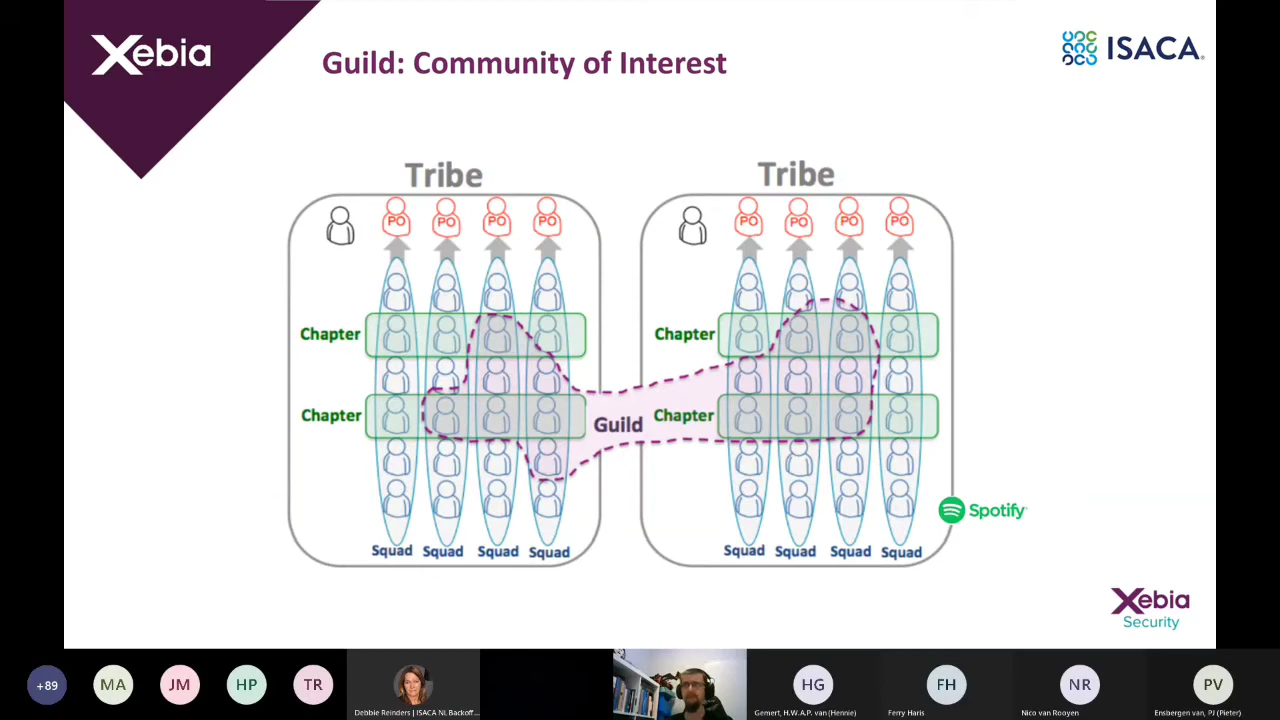 Xebia
Guild: Community of Interest
ISACA®
Tribe
Tribe
PO PO PO PO
PO PO PO PO
Chapter
Chapter
Chapter
Guild
Chapter
Squad Squad Squad Squad
Squad Squad Squad Squad
Spotify
Xebia
Security
+89
MA
JM
HP
TR
Debbie Reinders | ISACA NL Backoff...
HG
Gemert, H.W.A.P. van (Hennie)
FH
Ferry Haris
NR
Nico van Rooyen
PV
Ensbergen van, PJ (Pieter)